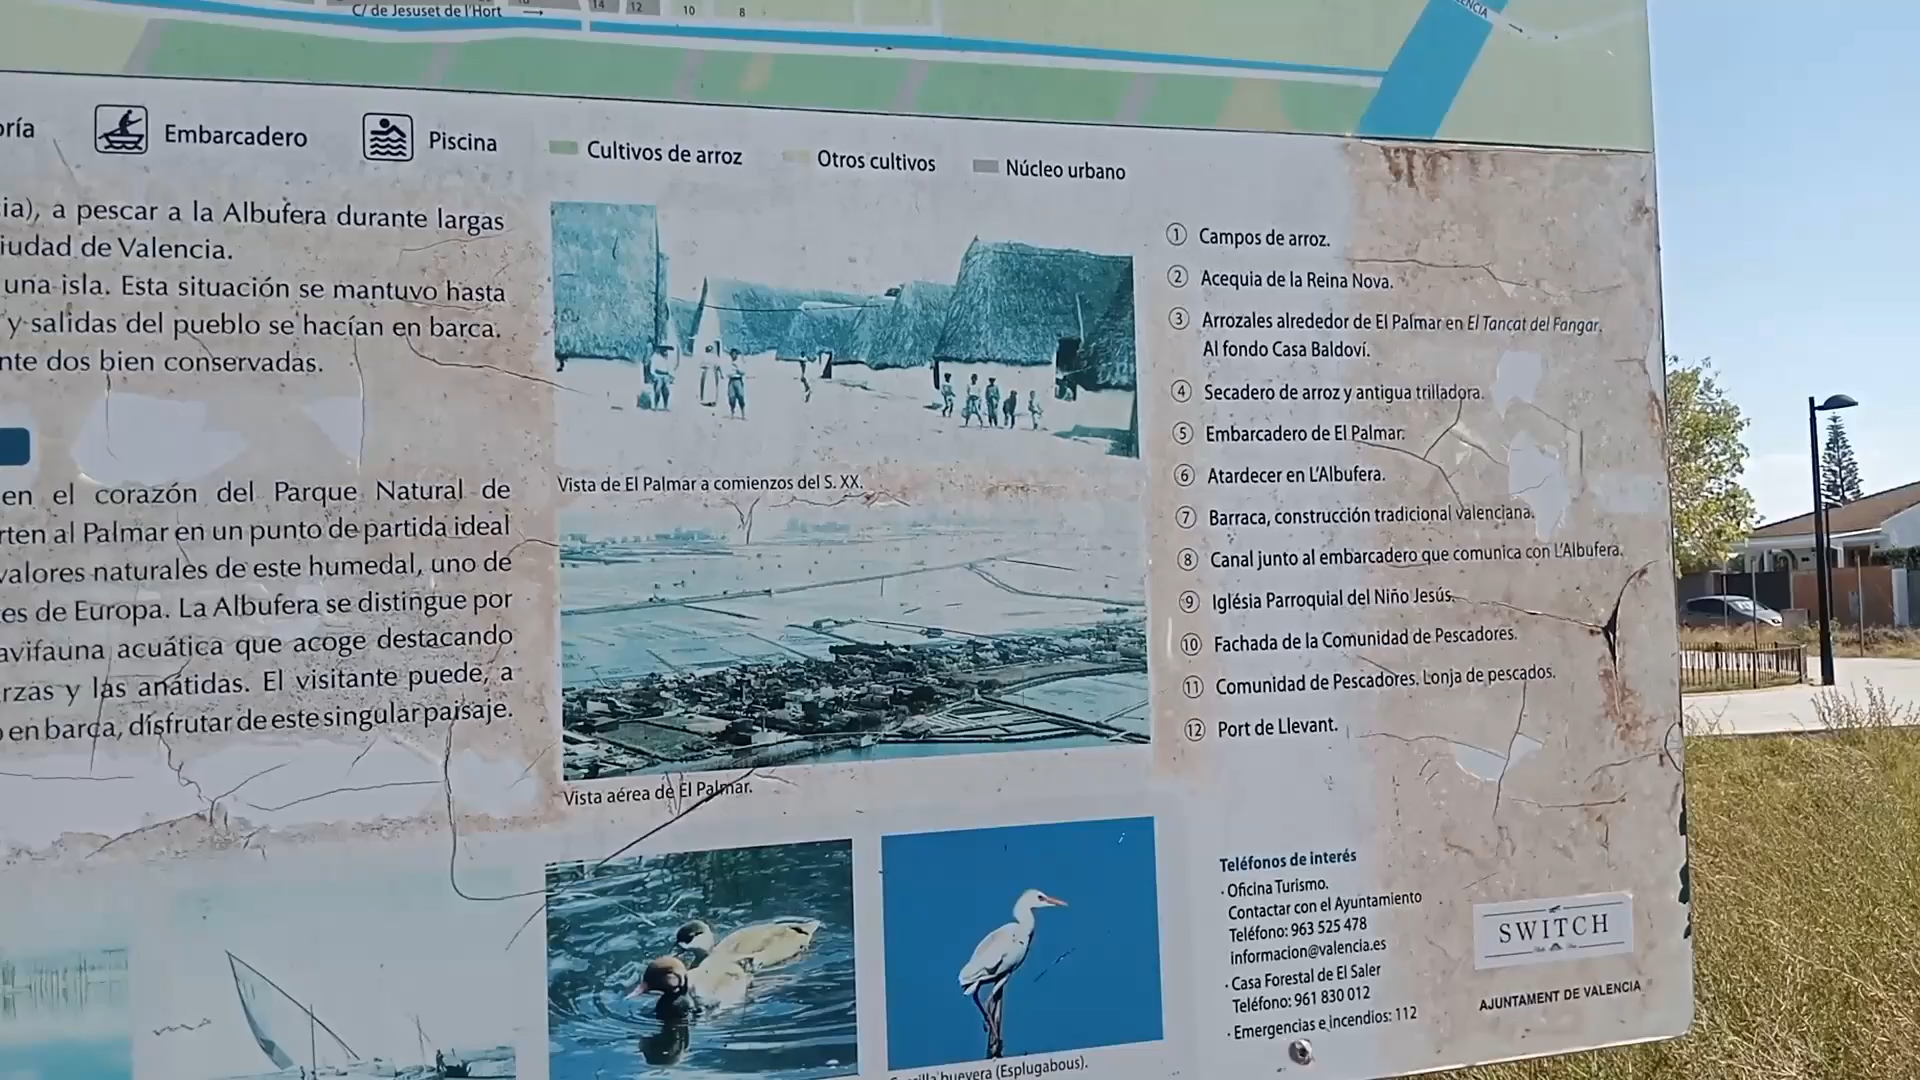 C/ de Jesuset de l'Hort
14 12 10 8
Embarcadero
Piscina
Cultivos de arroz
Otros cultivos
Núcleo urbano
ia), a pescar a la Albufera durante largas
iudad de Valencia.
una isla. Esta situación se mantuvo hasta
y salidas del pueblo se hacían en barca.
nte dos bien conservadas.
en el corazón del Parque Natural de
rten al Palmar en un punto de partida ideal
valores naturales de este humedal, uno de
es de Europa. La Albufera se distingue por
avifauna acuática que acoge destacando
rzas y las anátidas. El visitante puede, a
en barca, disfrutar de este singular paisaje.
Vista de El Palmar a comienzos del S. XX.
Vista aérea de El Palmar.
huevera (Esplugabous).
① Campos de arroz.
② Acequia de la Reina Nova.
③ Arrozales alrededor de El Palmar en El Tancat del Fangar.
Al fondo Casa Baldoví.
④ Secadero de arroz y antigua trilladora.
⑤ Embarcadero de El Palmar.
⑥ Atardecer en L'Albufera.
⑦ Barraca, construcción tradicional valenciana.
⑧ Canal junto al embarcadero que comunica con L'Albufera.
⑨ Iglésia Parroquial del Niño Jesús.
⑩ Fachada de la Comunidad de Pescadores.
⑪ Comunidad de Pescadores. Lonja de pescados.
⑫ Port de Llevant.
Teléfonos de interés
· Oficina Turismo.
Contactar con el Ayuntamiento
Teléfono: 963 525 478
informacion@valencia.es
· Casa Forestal de El Saler
Teléfono: 961 830 012
· Emergencias e incendios: 112
SWITCH
AJUNTAMENT DE VALENCIA